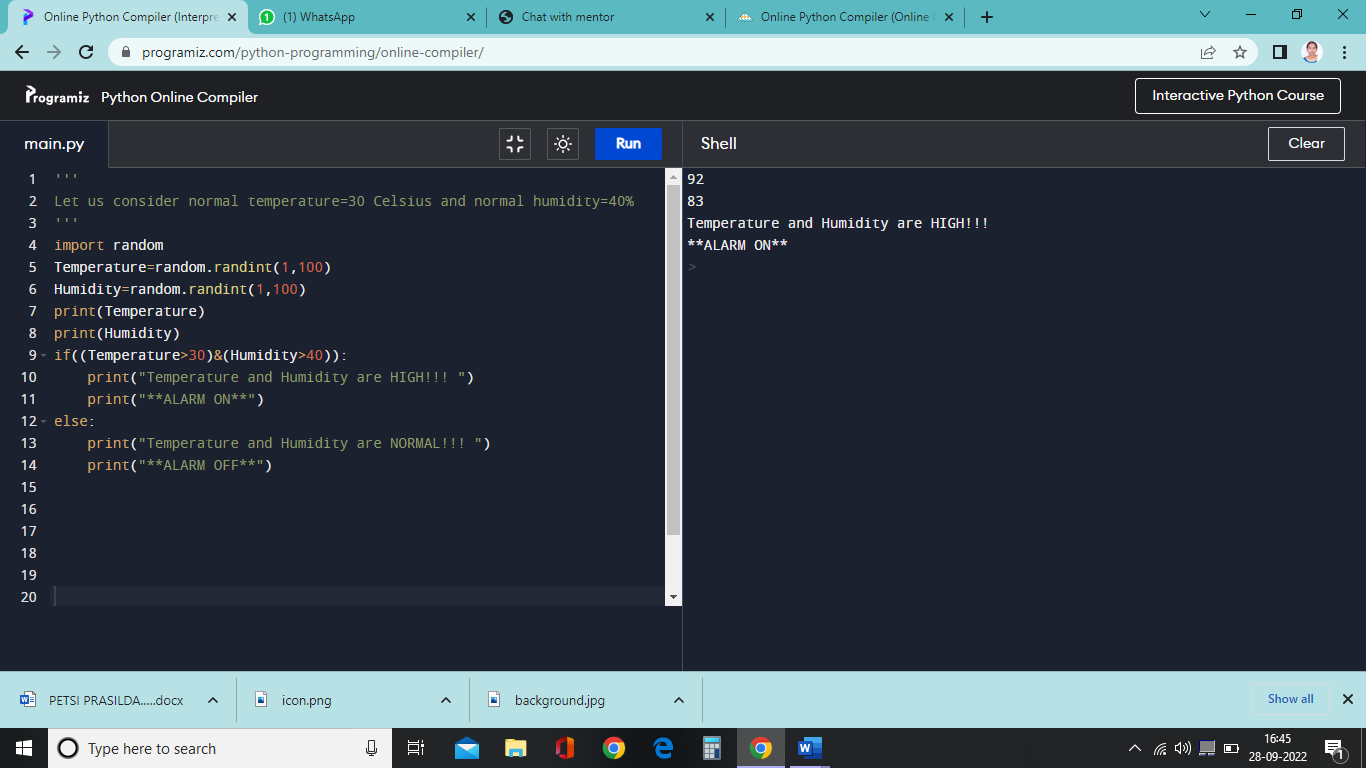 Online Python Compiler (Interpre
(1) WhatsApp
Chat with mentor
Online Python Compiler (Online
programiz.com/python-programming/online-compiler/
Programiz Python Online Compiler
Interactive Python Course
main.py
Run
Shell
Clear
1 '''
2 Let us consider normal temperature=30 Celsius and normal humidity=40%
3 '''
4 import random
5 Temperature=random.randint(1,100)
6 Humidity=random.randint(1,100)
7 print(Temperature)
8 print(Humidity)
9 if((Temperature>30)&(Humidity>40)):
10     print("Temperature and Humidity are HIGH!!! ")
11     print("**ALARM ON**")
12 else:
13     print("Temperature and Humidity are NORMAL!!! ")
14     print("**ALARM OFF**")
15
16
17
18
19
20
92
83
Temperature and Humidity are HIGH!!!
**ALARM ON**
>
PETSI PRASILDA.....docx
icon.png
background.jpg
Show all
Type here to search
16:45
28-09-2022
1